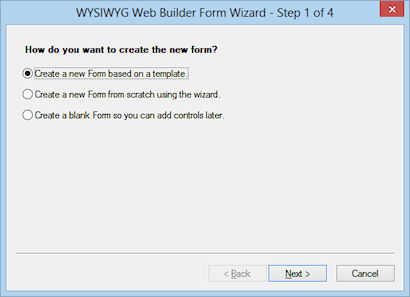 WYSIWYG Web Builder Form Wizard - Step 1 of 4
How do you want to create the new form?
Create a new Form based on a template.
Create a new Form from scratch using the wizard.
Create a blank Form so you can add controls later.
< Back Next > Cancel